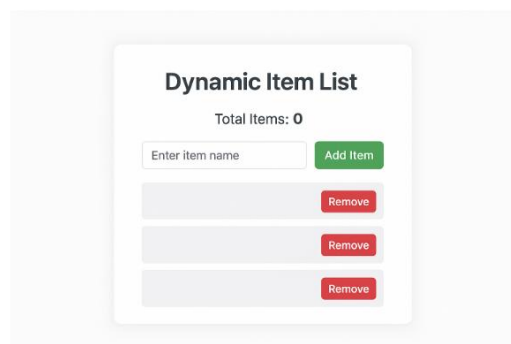 Dynamic Item List
Total Items: 0
Enter item name Add Item
Remove
Remove
Remove